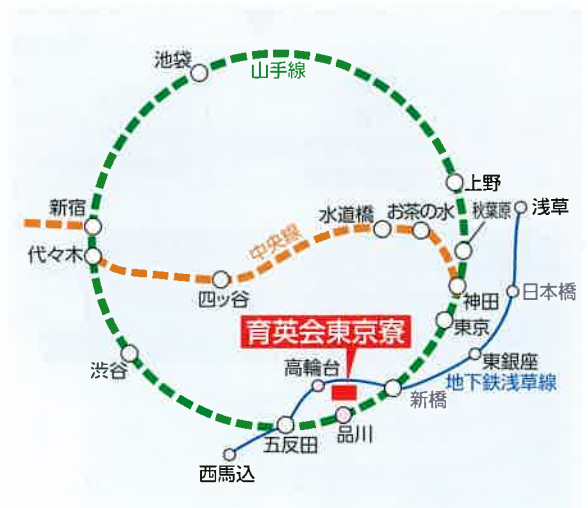 池袋
山手線
上野
新宿
水道橋
お茶の水
秋葉原
浅草
代々木
中央線
四ッ谷
神田
日本橋
東京
育英会東京寮
渋谷
高輪台
東銀座
地下鉄浅草線
新橋
五反田
品川
西馬込